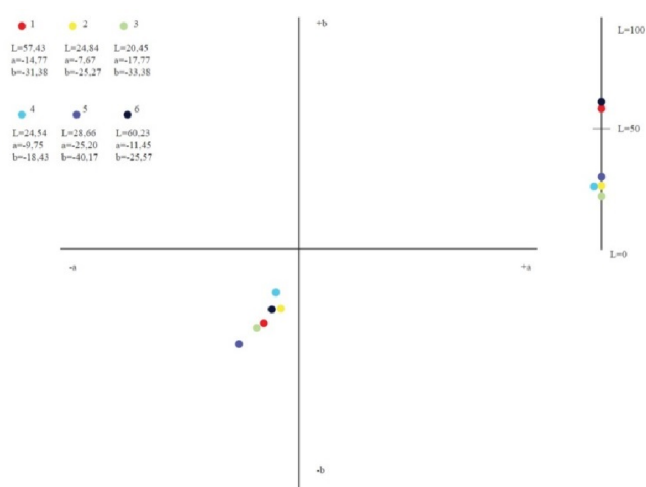 1 2 3
L=57,43 L=24,84 L=20,45
a=-14,77 a=-7,67 a=-17,77
b=-31,38 b=-25,27 b=-33,38
4 5 6
L=24,54 L=28,66 L=60,23
a=-9,75 a=-25,20 a=-11,45
b=-18,43 b=-40,17 b=-25,57
+b
L=100
L=50
L=0
-a
+a
-b